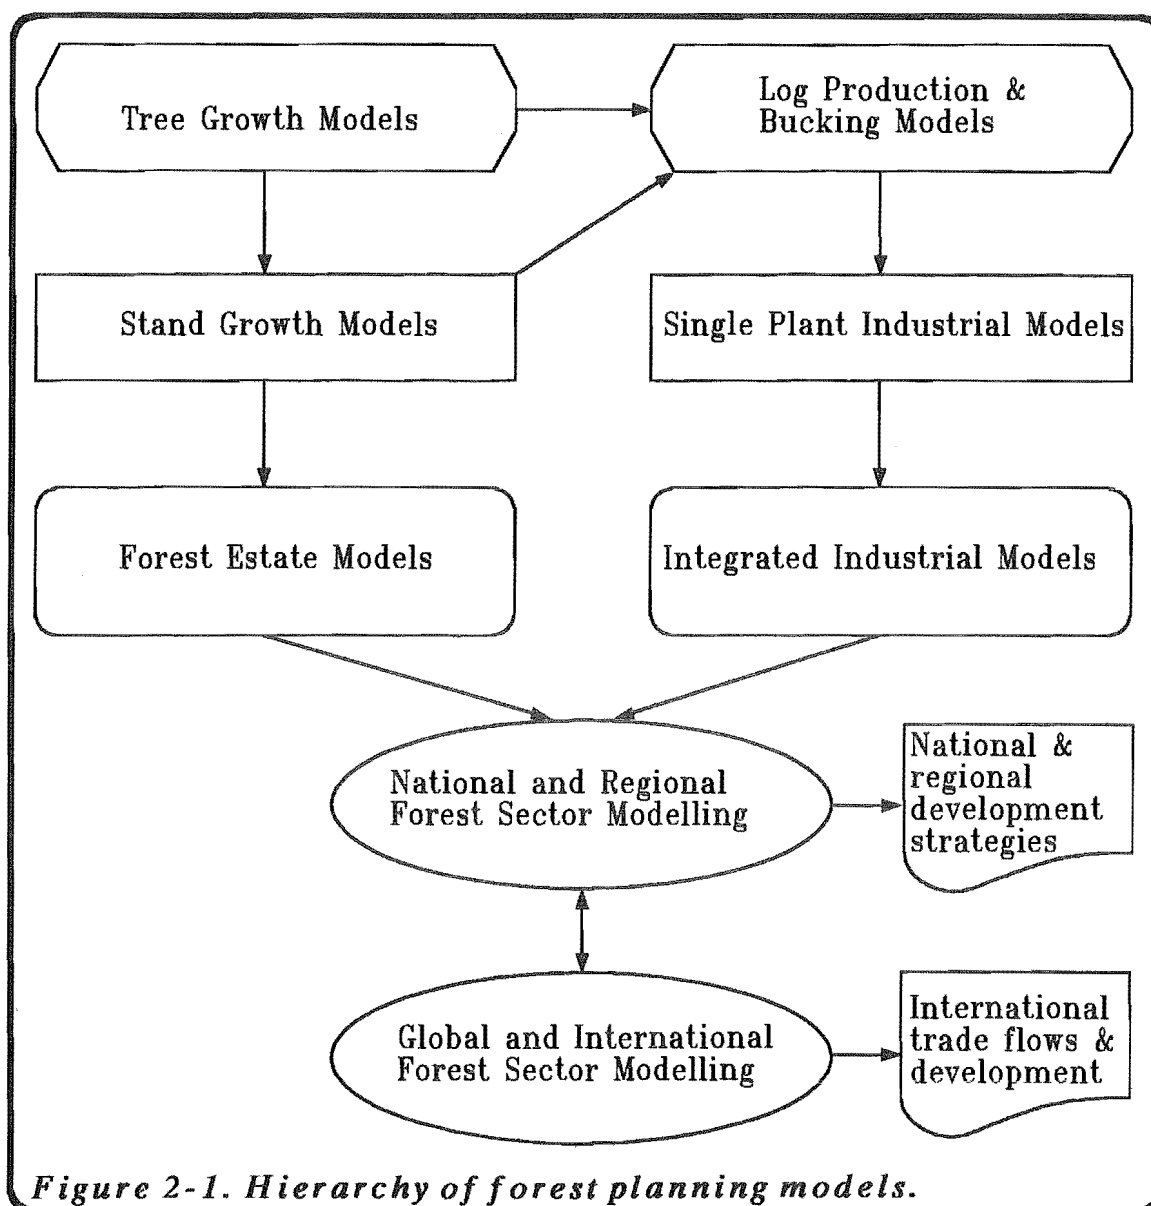 Tree Growth Models
Log Production &
Bucking Models
Stand Growth Models
Single Plant Industrial Models
Forest Estate Models
Integrated Industrial Models
National and Regional
Forest Sector Modelling
National &
regional
development
strategies
Global and International
Forest Sector Modelling
International
trade flows &
development
Figure 2-1. Hierarchy of forest planning models.